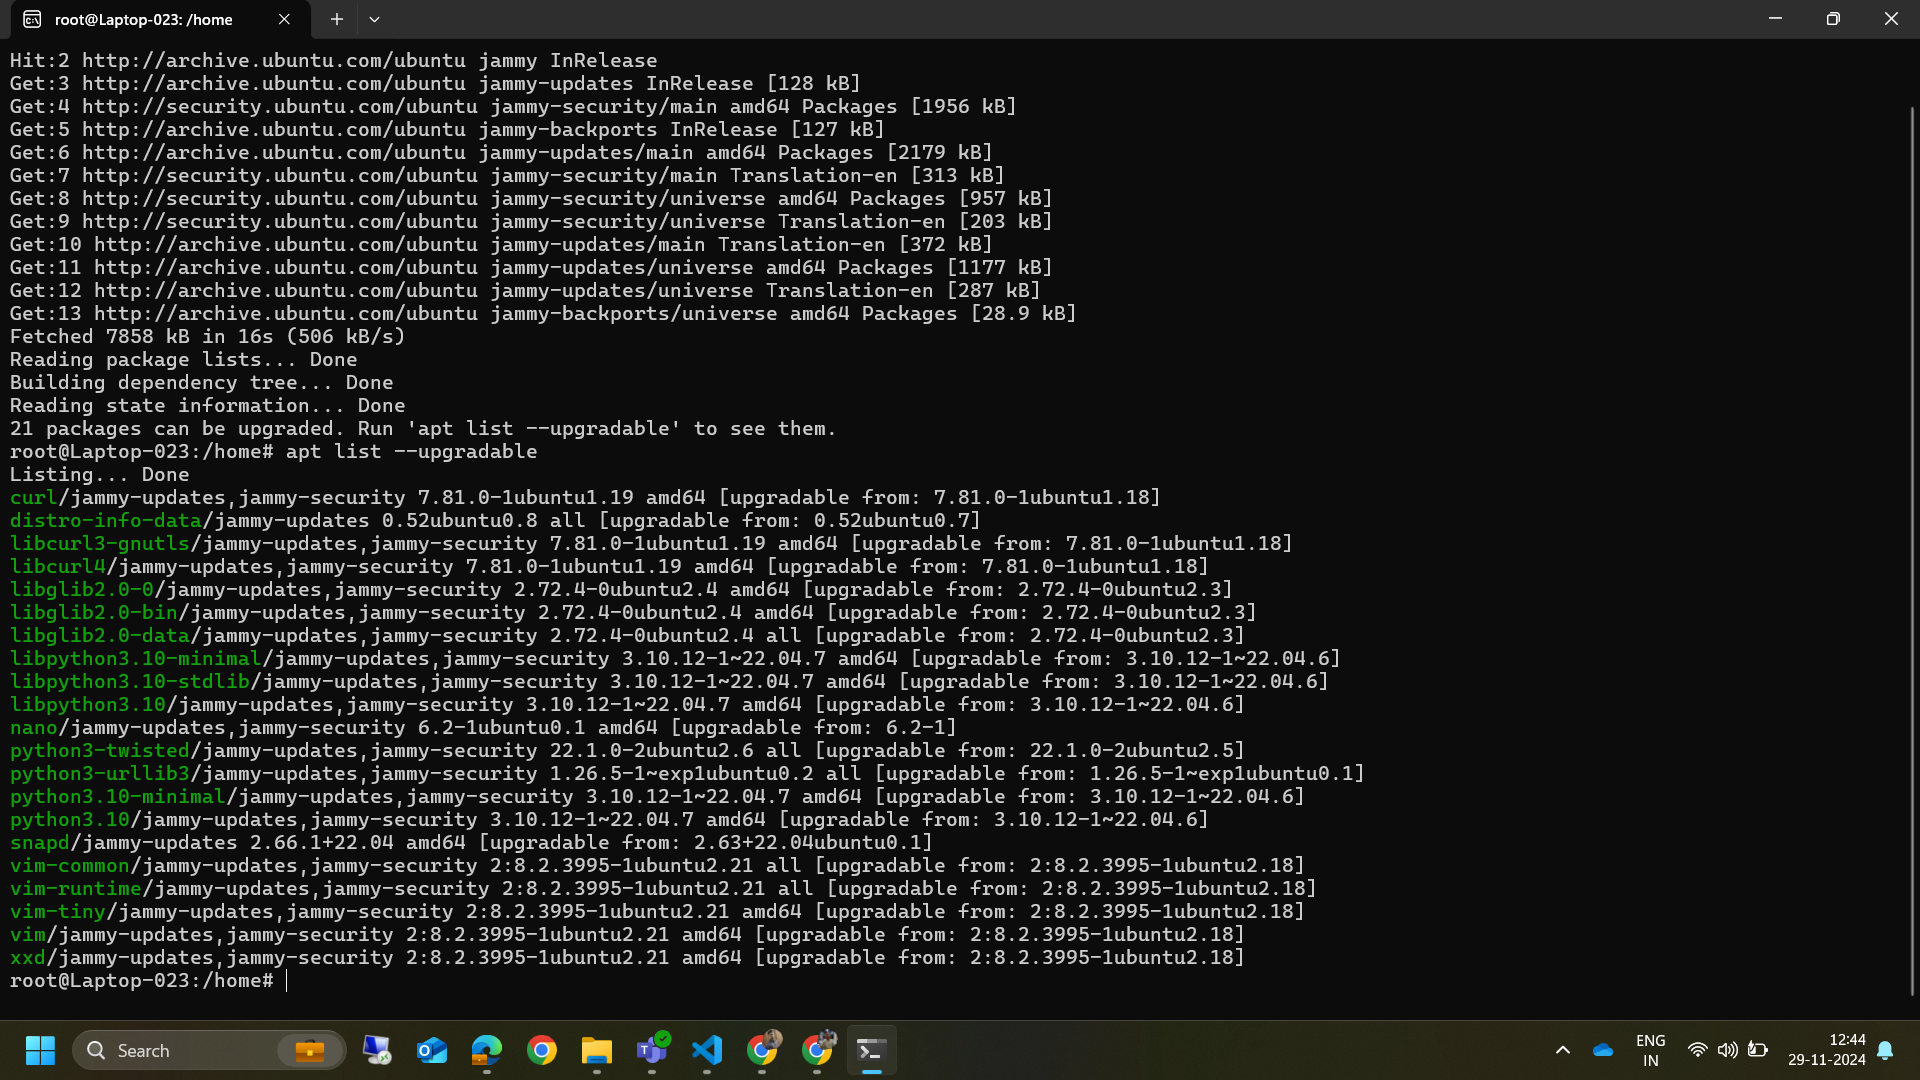 root@Laptop-023: /home
Hit:2 http://archive.ubuntu.com/ubuntu jammy InRelease
Get:3 http://archive.ubuntu.com/ubuntu jammy-updates InRelease [128 kB]
Get:4 http://security.ubuntu.com/ubuntu jammy-security/main amd64 Packages [1956 kB]
Get:5 http://archive.ubuntu.com/ubuntu jammy-backports InRelease [127 kB]
Get:6 http://archive.ubuntu.com/ubuntu jammy-updates/main amd64 Packages [2179 kB]
Get:7 http://security.ubuntu.com/ubuntu jammy-security/main Translation-en [313 kB]
Get:8 http://security.ubuntu.com/ubuntu jammy-security/universe amd64 Packages [957 kB]
Get:9 http://security.ubuntu.com/ubuntu jammy-security/universe Translation-en [203 kB]
Get:10 http://archive.ubuntu.com/ubuntu jammy-updates/main Translation-en [372 kB]
Get:11 http://archive.ubuntu.com/ubuntu jammy-updates/universe amd64 Packages [1177 kB]
Get:12 http://archive.ubuntu.com/ubuntu jammy-updates/universe Translation-en [287 kB]
Get:13 http://archive.ubuntu.com/ubuntu jammy-backports/universe amd64 Packages [28.9 kB]
Fetched 7858 kB in 16s (506 kB/s)
Reading package lists... Done
Building dependency tree... Done
Reading state information... Done
21 packages can be upgraded. Run 'apt list --upgradable' to see them.
root@Laptop-023:/home# apt list --upgradable
Listing... Done
curl/jammy-updates,jammy-security 7.81.0-1ubuntu1.19 amd64 [upgradable from: 7.81.0-1ubuntu1.18]
distro-info-data/jammy-updates 0.52ubuntu0.8 all [upgradable from: 0.52ubuntu0.7]
libcurl3-gnutls/jammy-updates,jammy-security 7.81.0-1ubuntu1.19 amd64 [upgradable from: 7.81.0-1ubuntu1.18]
libcurl4/jammy-updates,jammy-security 7.81.0-1ubuntu1.19 amd64 [upgradable from: 7.81.0-1ubuntu1.18]
libglib2.0-0/jammy-updates,jammy-security 2.72.4-0ubuntu2.4 amd64 [upgradable from: 2.72.4-0ubuntu2.3]
libglib2.0-bin/jammy-updates,jammy-security 2.72.4-0ubuntu2.4 amd64 [upgradable from: 2.72.4-0ubuntu2.3]
libglib2.0-data/jammy-updates,jammy-security 2.72.4-0ubuntu2.4 all [upgradable from: 2.72.4-0ubuntu2.3]
libpython3.10-minimal/jammy-updates,jammy-security 3.10.12-1~22.04.7 amd64 [upgradable from: 3.10.12-1~22.04.6]
libpython3.10-stdlib/jammy-updates,jammy-security 3.10.12-1~22.04.7 amd64 [upgradable from: 3.10.12-1~22.04.6]
libpython3.10/jammy-updates,jammy-security 3.10.12-1~22.04.7 amd64 [upgradable from: 3.10.12-1~22.04.6]
nano/jammy-updates,jammy-security 6.2-1ubuntu0.1 amd64 [upgradable from: 6.2-1]
python3-twisted/jammy-updates,jammy-security 22.1.0-2ubuntu2.6 all [upgradable from: 22.1.0-2ubuntu2.5]
python3-urllib3/jammy-updates,jammy-security 1.26.5-1~exp1ubuntu0.2 all [upgradable from: 1.26.5-1~exp1ubuntu0.1]
python3.10-minimal/jammy-updates,jammy-security 3.10.12-1~22.04.7 amd64 [upgradable from: 3.10.12-1~22.04.6]
python3.10/jammy-updates,jammy-security 3.10.12-1~22.04.7 amd64 [upgradable from: 3.10.12-1~22.04.6]
snapd/jammy-updates 2.66.1+22.04 amd64 [upgradable from: 2.63+22.04ubuntu0.1]
vim-common/jammy-updates,jammy-security 2:8.2.3995-1ubuntu2.21 all [upgradable from: 2:8.2.3995-1ubuntu2.18]
vim-runtime/jammy-updates,jammy-security 2:8.2.3995-1ubuntu2.21 all [upgradable from: 2:8.2.3995-1ubuntu2.18]
vim-tiny/jammy-updates,jammy-security 2:8.2.3995-1ubuntu2.21 amd64 [upgradable from: 2:8.2.3995-1ubuntu2.18]
vim/jammy-updates,jammy-security 2:8.2.3995-1ubuntu2.21 amd64 [upgradable from: 2:8.2.3995-1ubuntu2.18]
xxd/jammy-updates,jammy-security 2:8.2.3995-1ubuntu2.21 amd64 [upgradable from: 2:8.2.3995-1ubuntu2.18]
root@Laptop-023:/home#
Search
ENG
IN
12:44
29-11-2024